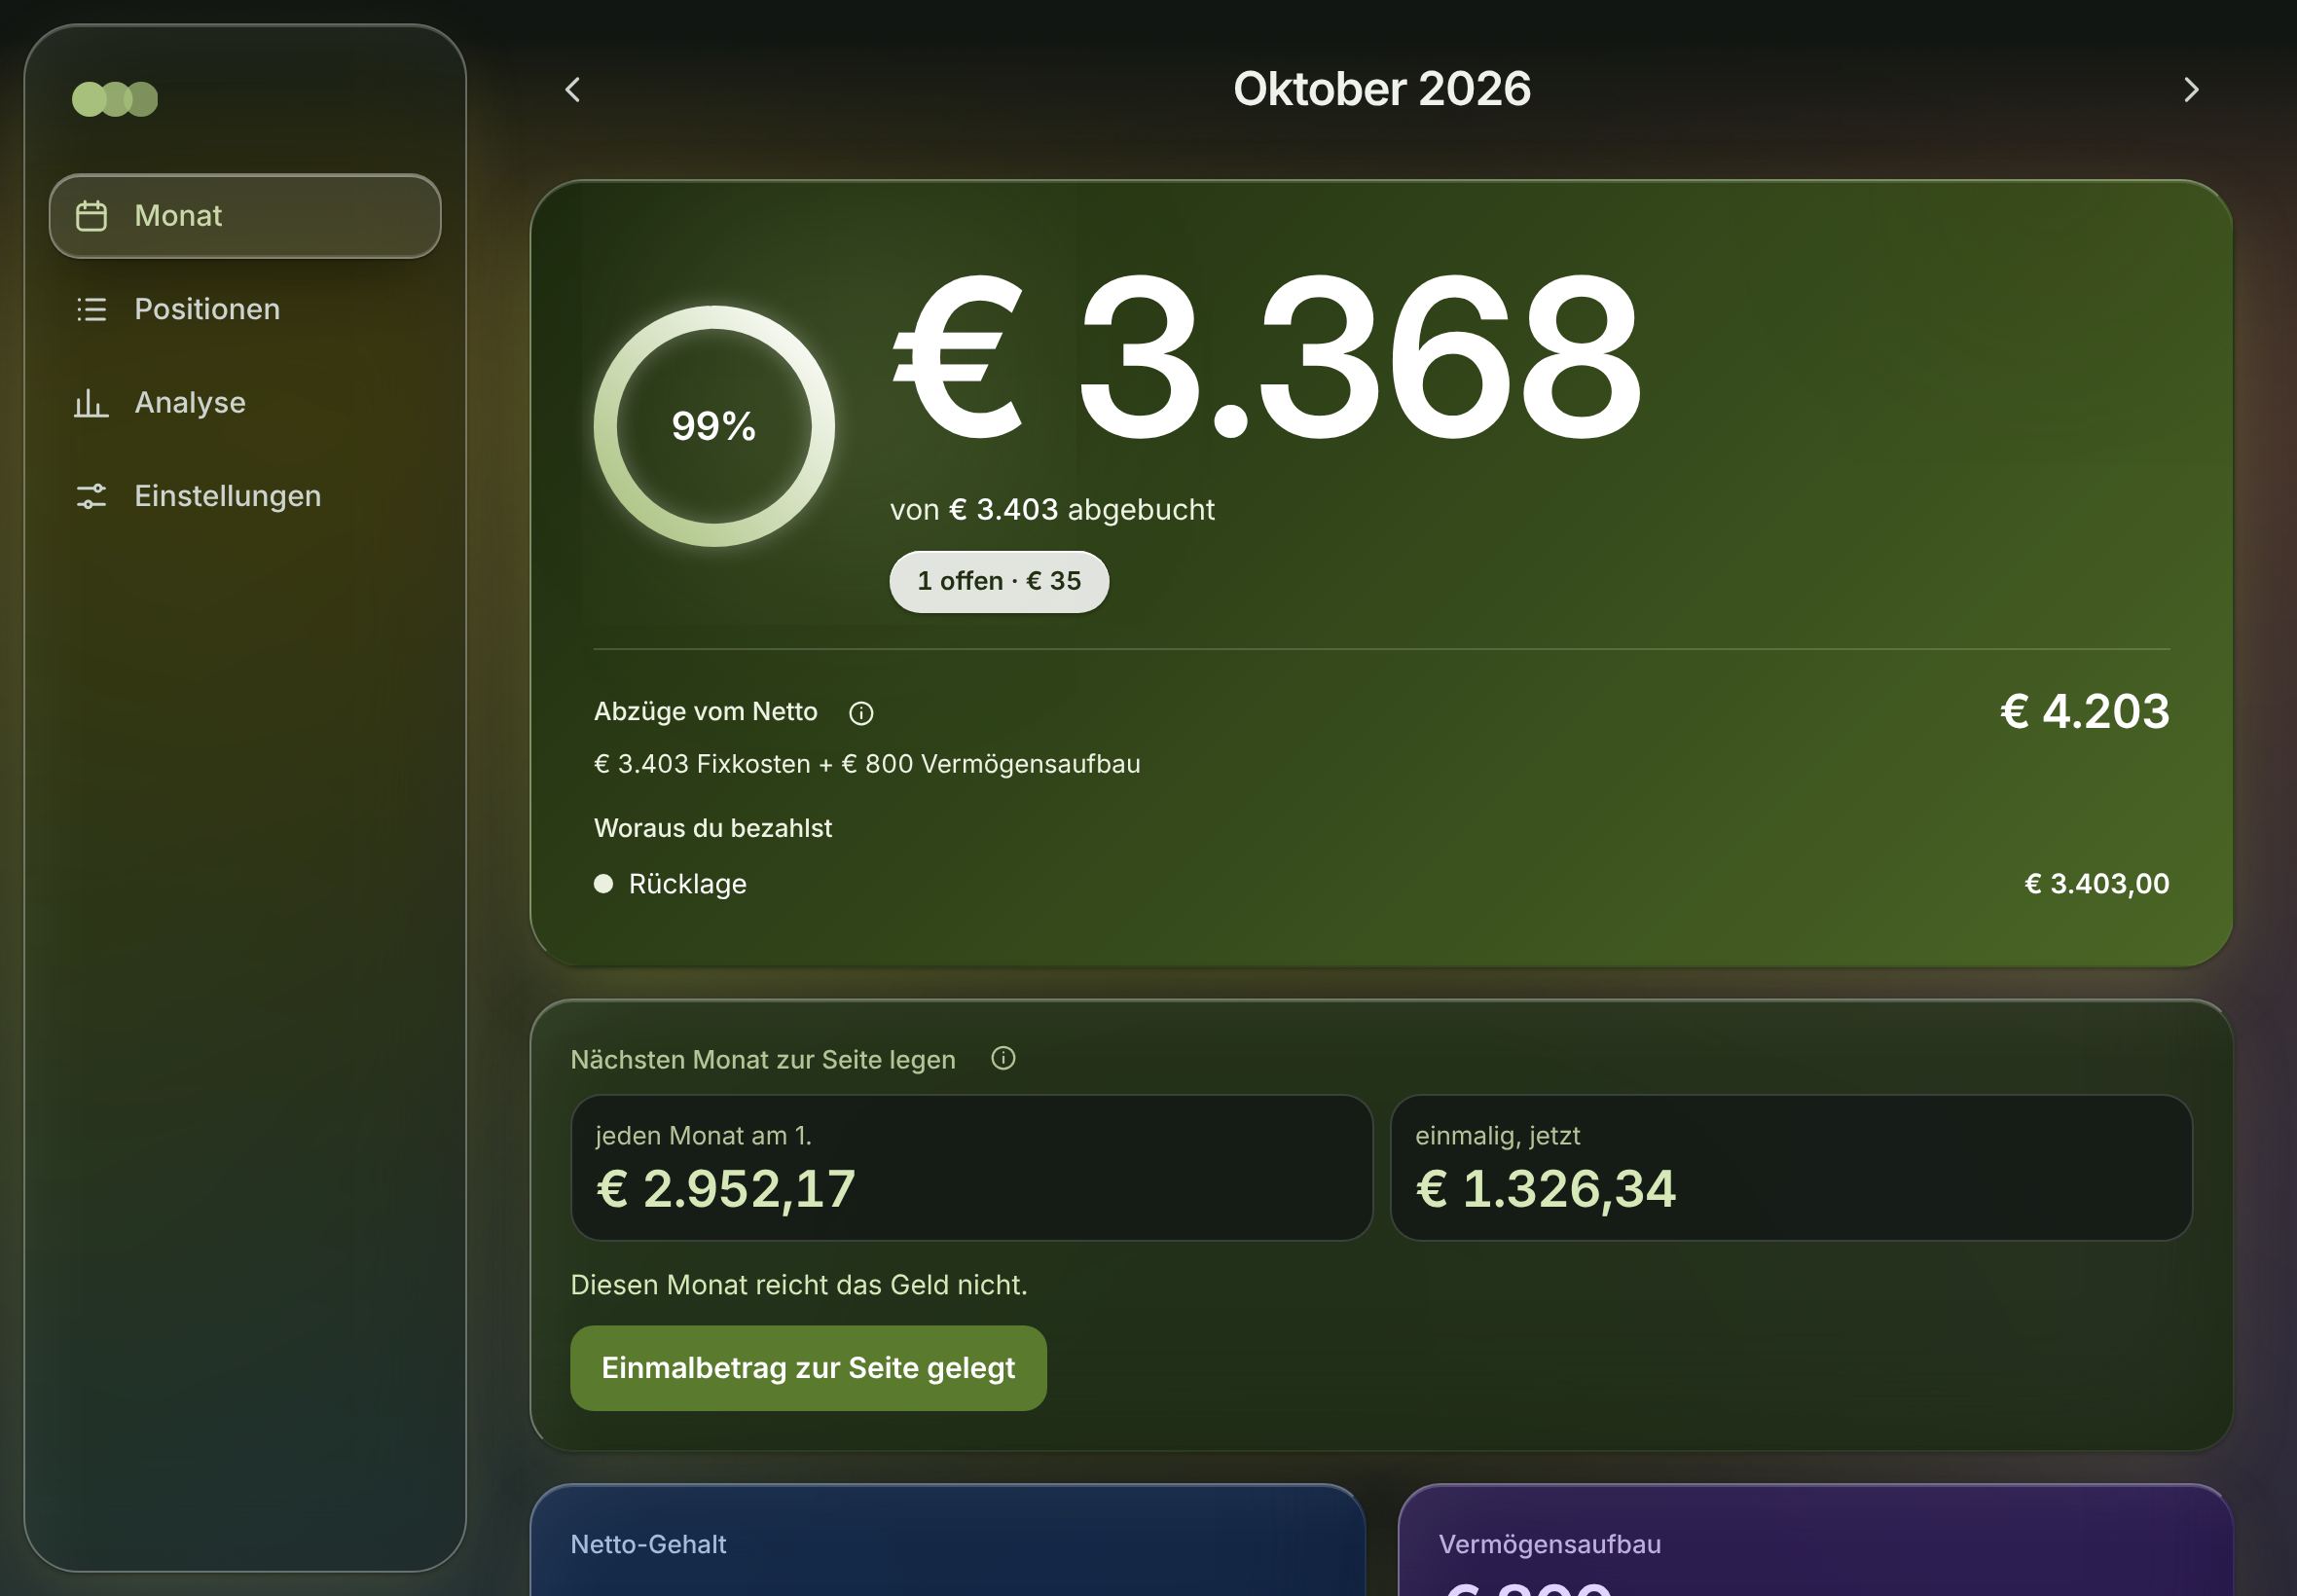 Oktober 2026
Monat
Positionen
Analyse
Einstellungen
99%
€ 3.368
von € 3.403 abgebucht
1 offen · € 35
Abzüge vom Netto
€ 4.203
€ 3.403 Fixkosten + € 800 Vermögensaufbau
Woraus du bezahlst
Rücklage
€ 3.403,00
Nächsten Monat zur Seite legen
jeden Monat am 1.
€ 2.952,17
einmalig, jetzt
€ 1.326,34
Diesen Monat reicht das Geld nicht.
Einmalbetrag zur Seite gelegt
Netto-Gehalt
Vermögensaufbau
€ 800